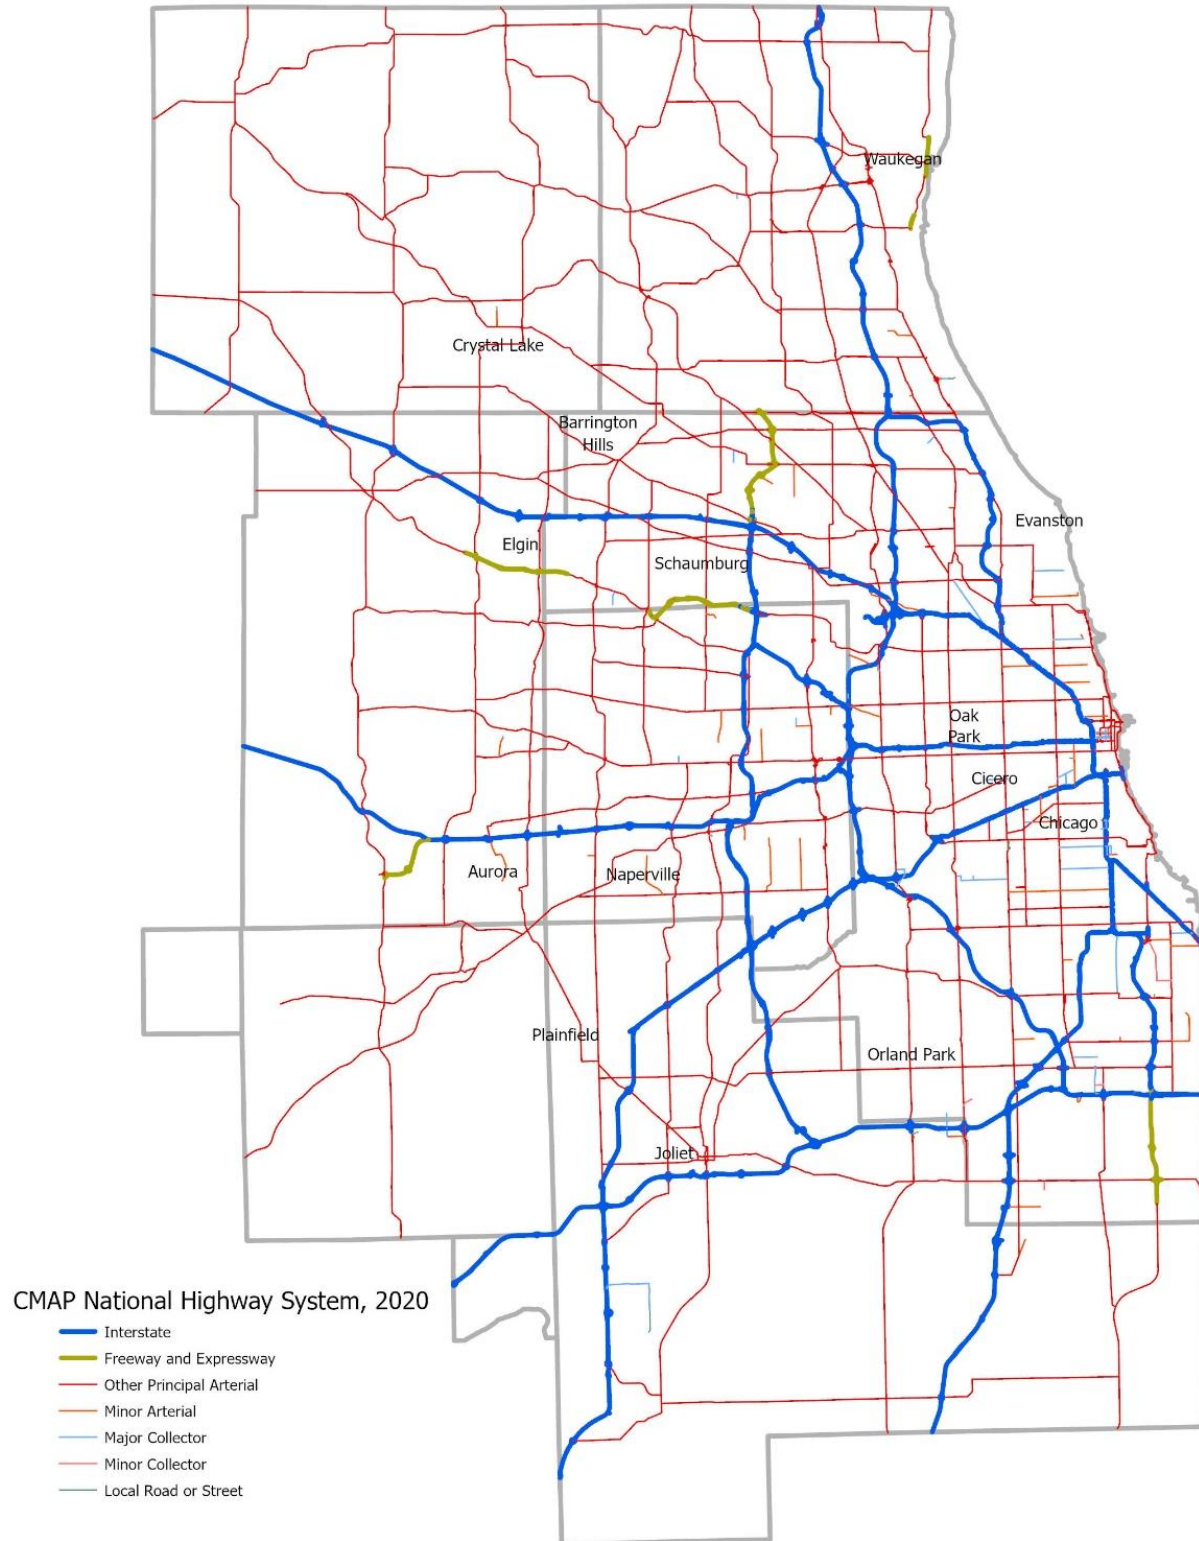 Waukegan
Crystal Lake
Barrington
Hills
Evanston
Elgin
Schaumburg
Oak
Park
Cicero
Chicago
Aurora
Naperville
Plainfield
Orland Park
Joliet
CMAP National Highway System, 2020
Interstate
Freeway and Expressway
Other Principal Arterial
Minor Arterial
Major Collector
Minor Collector
Local Road or Street